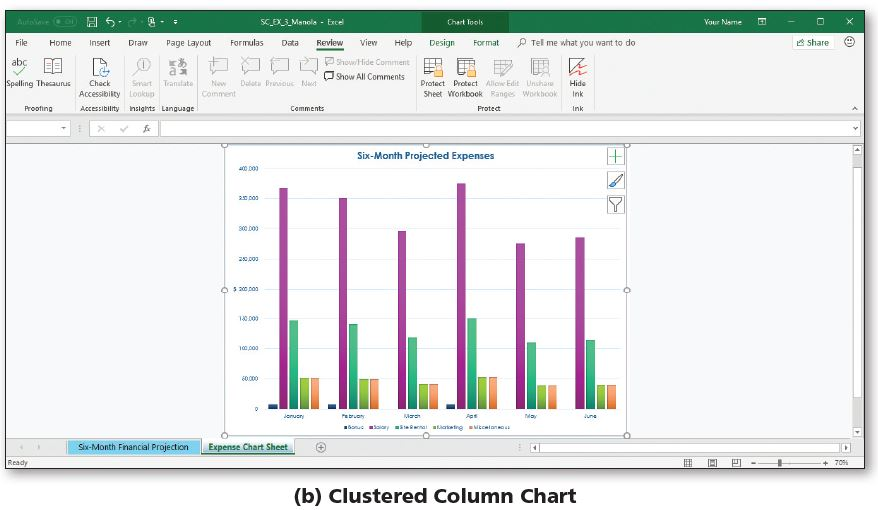 AutoSave Off SC_EX_3_Manola - Excel Chart Tools Your Name
File Home Insert Draw Page Layout Formulas Data Review View Help Design Format Tell me what you want to do Share
abc
Spelling Thesaurus Check Accessibility Smart Lookup Translate New Comment Delete Previous Next Show/Hide Comment Show All Comments Protect Sheet Protect Workbook Allow Edit Ranges Unshare Workbook Hide Ink
Proofing Accessibility Insights Language Comments Protect Ink
fx
Six-Month Projected Expenses
400,000
350,000
300,000
250,000
$ 200,000
150,000
100,000
50,000
0
January February March April May June
Bonus Salary Site Rental Marketing Miscellaneous
Six-Month Financial Projection Expense Chart Sheet
Ready 70%
(b) Clustered Column Chart